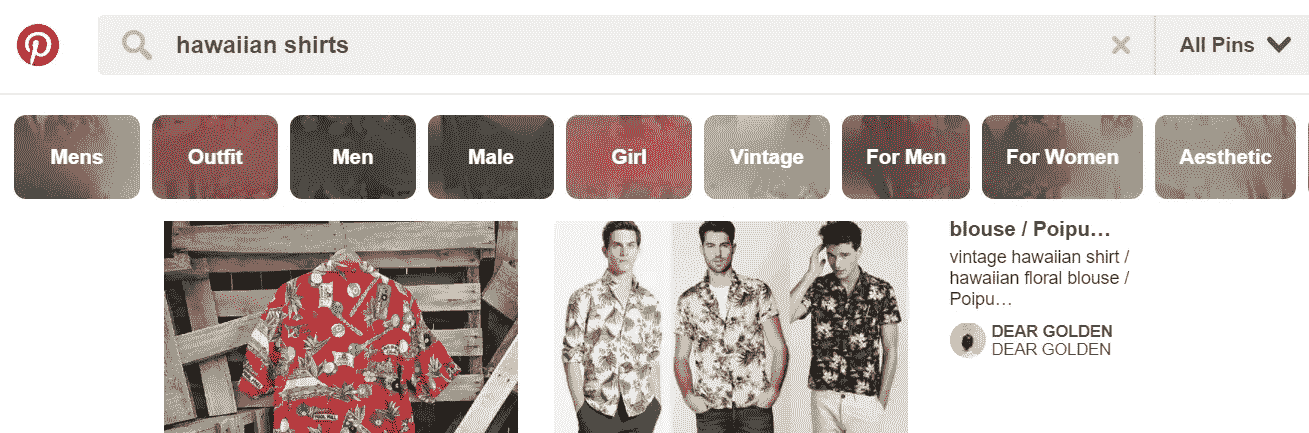 hawaiian shirts
All Pins
Mens
Outfit
Men
Male
Girl
Vintage
For Men
For Women
Aesthetic
blouse / Poipu…
vintage hawaiian shirt /
hawaiian floral blouse /
Poipu…
DEAR GOLDEN
DEAR GOLDEN